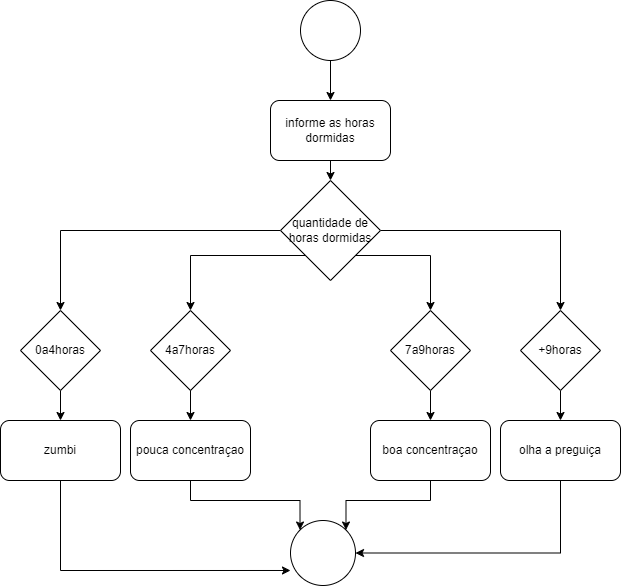 informe as horas
dormidas
quantidade de
horas dormidas
0a4horas
4a7horas
7a9horas
+9horas
zumbi
pouca concentraçao
boa concentraçao
olha a preguiça